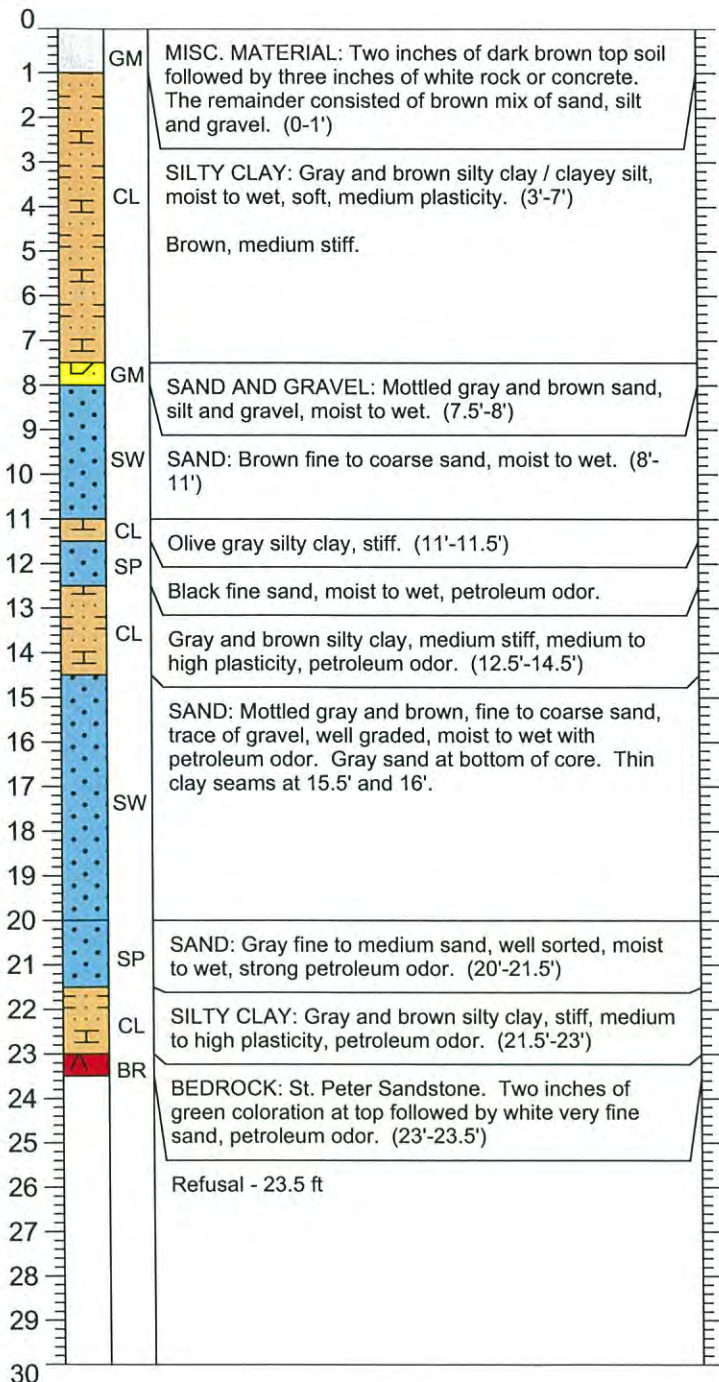 0
1
2
3
4
5
6
7
8
9
10
11
12
13
14
15
16
17
18
19
20
21
22
23
24
25
26
27
28
29
30
GM
CL
GM
SW
CL
SP
CL
SW
SP
CL
BR
MISC. MATERIAL: Two inches of dark brown top soil
followed by three inches of white rock or concrete.
The remainder consisted of brown mix of sand, silt
and gravel. (0-1')
SILTY CLAY: Gray and brown silty clay / clayey silt,
moist to wet, soft, medium plasticity. (3'-7')
Brown, medium stiff.
SAND AND GRAVEL: Mottled gray and brown sand,
silt and gravel, moist to wet. (7.5'-8')
SAND: Brown fine to coarse sand, moist to wet. (8'-
11')
Olive gray silty clay, stiff. (11'-11.5')
Black fine sand, moist to wet, petroleum odor.
Gray and brown silty clay, medium stiff, medium to
high plasticity, petroleum odor. (12.5'-14.5')
SAND: Mottled gray and brown, fine to coarse sand,
trace of gravel, well graded, moist to wet with
petroleum odor. Gray sand at bottom of core. Thin
clay seams at 15.5' and 16'.
SAND: Gray fine to medium sand, well sorted, moist
to wet, strong petroleum odor. (20'-21.5')
SILTY CLAY: Gray and brown silty clay, stiff, medium
to high plasticity, petroleum odor. (21.5'-23')
BEDROCK: St. Peter Sandstone. Two inches of
green coloration at top followed by white very fine
sand, petroleum odor. (23'-23.5')
Refusal - 23.5 ft